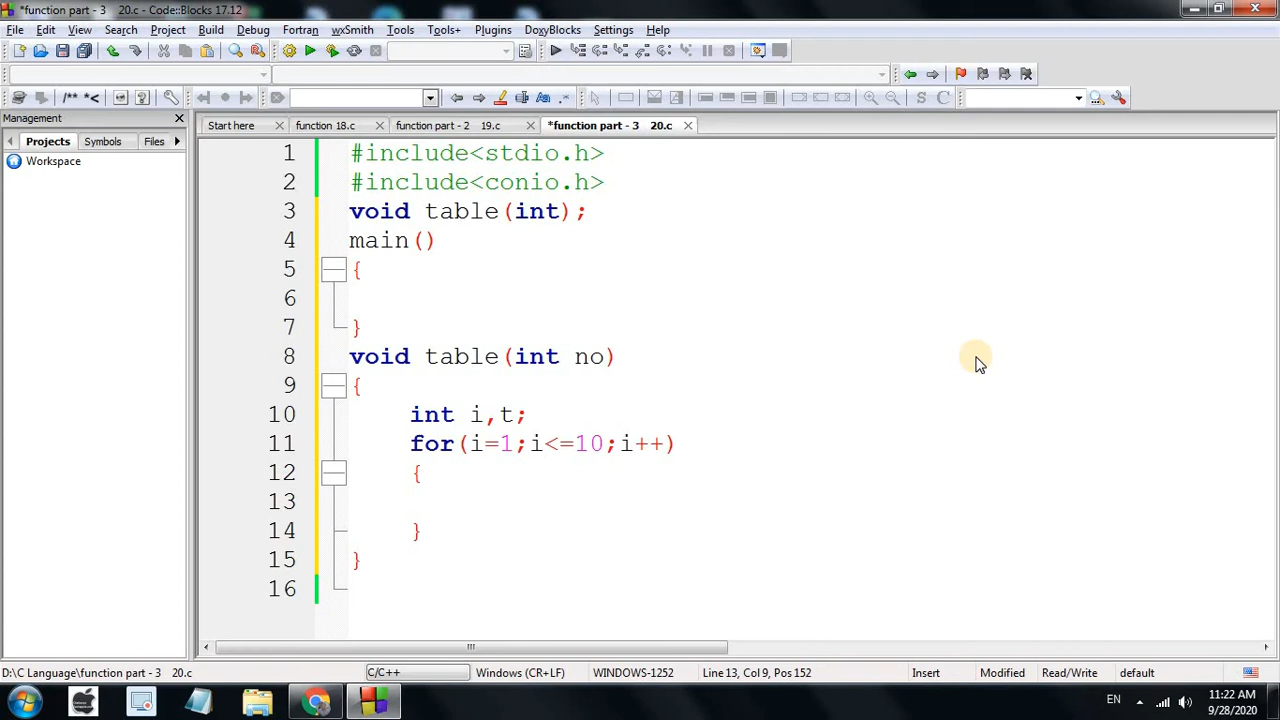 *function part - 3 20.c - Code::Blocks 17.12
File Edit View Search Project Build Debug Fortran wxSmith Tools Tools+ Plugins DoxyBlocks Settings Help
/** *<
S C
Management
Start here
function 18.c
function part - 2 19.c
*function part - 3 20.c
Projects Symbols Files
Workspace
1 #include<stdio.h>
2 #include<conio.h>
3 void table(int);
4 main()
5 {
6
7 }
8 void table(int no)
9 {
10 int i,t;
11 for(i=1;i<=10;i++)
12 {
13
14 }
15 }
16
D:\C Language\function part - 3 20.c C/C++ Windows (CR+LF) WINDOWS-1252 Line 13, Col 9, Pos 152 Insert Modified Read/Write default
EN
11:22 AM
9/28/2020